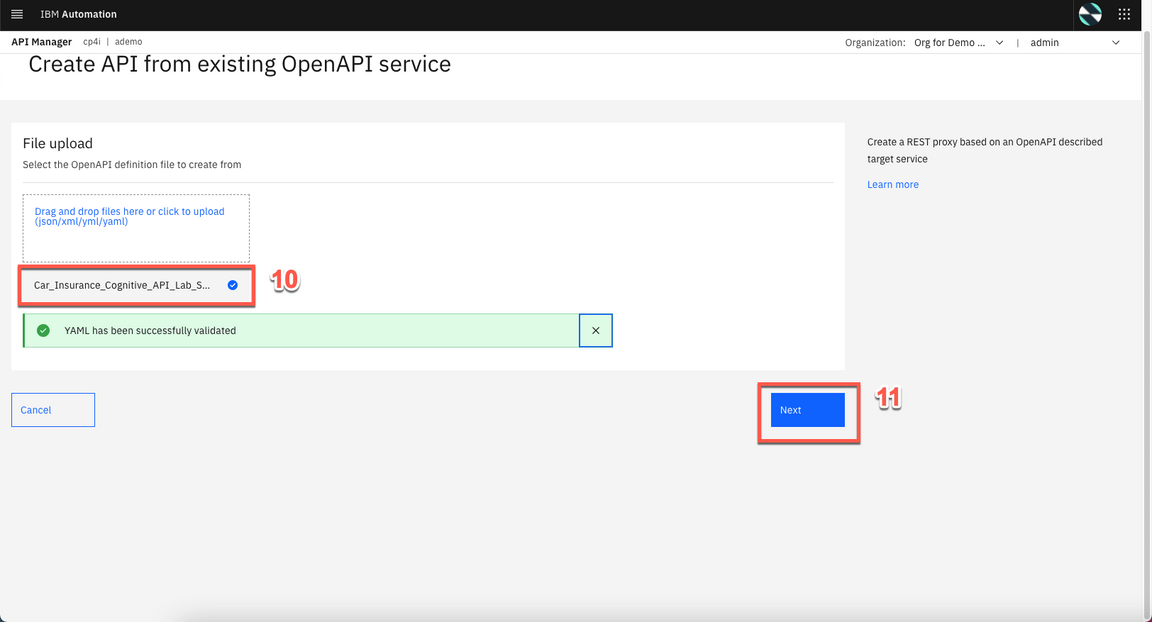 IBM Automation
API Manager cp4i | ademo
Organization: Org for Demo ... | admin
Create API from existing OpenAPI service
File upload
Select the OpenAPI definition file to create from
Drag and drop files here or click to upload
(json/xml/yml/yaml)
Car_Insurance_Cognitive_API_Lab_S...
10
YAML has been successfully validated
Create a REST proxy based on an OpenAPI described
target service
Learn more
Cancel
Next
11